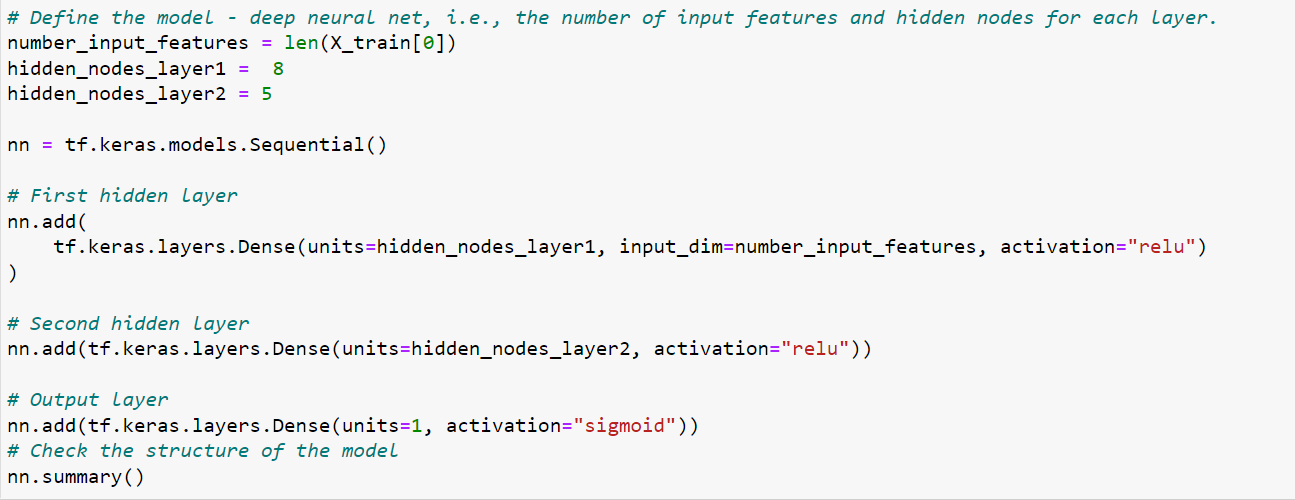 # Define the model - deep neural net, i.e., the number of input features and hidden nodes for each layer.
number_input_features = len(X_train[0])
hidden_nodes_layer1 =  8
hidden_nodes_layer2 = 5

nn = tf.keras.models.Sequential()

# First hidden layer
nn.add(
    tf.keras.layers.Dense(units=hidden_nodes_layer1, input_dim=number_input_features, activation="relu")
)

# Second hidden layer
nn.add(tf.keras.layers.Dense(units=hidden_nodes_layer2, activation="relu"))

# Output layer
nn.add(tf.keras.layers.Dense(units=1, activation="sigmoid"))
# Check the structure of the model
nn.summary()